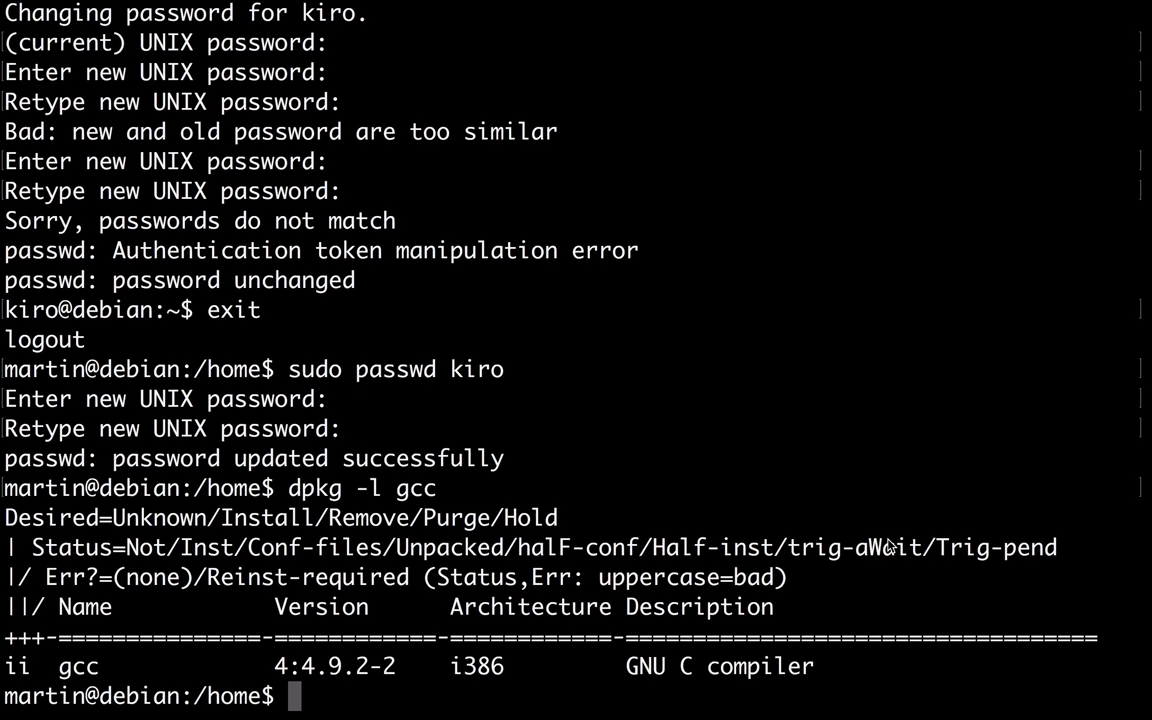 Changing password for kiro.
(current) UNIX password:
Enter new UNIX password:
Retype new UNIX password:
Bad: new and old password are too similar
Enter new UNIX password:
Retype new UNIX password:
Sorry, passwords do not match
passwd: Authentication token manipulation error
passwd: password unchanged
kiro@debian:~$ exit
logout
martin@debian:/home$ sudo passwd kiro
Enter new UNIX password:
Retype new UNIX password:
passwd: password updated successfully
martin@debian:/home$ dpkg -l gcc
Desired=Unknown/Install/Remove/Purge/Hold
| Status=Not/Inst/Conf-files/Unpacked/halF-conf/Half-inst/trig-aWait/Trig-pend
|/ Err?=(none)/Reinst-required (Status,Err: uppercase=bad)
||/ Name            Version      Architecture Description
+++-===============-============-============-===================================
ii  gcc             4:4.9.2-2    i386         GNU C compiler
martin@debian:/home$